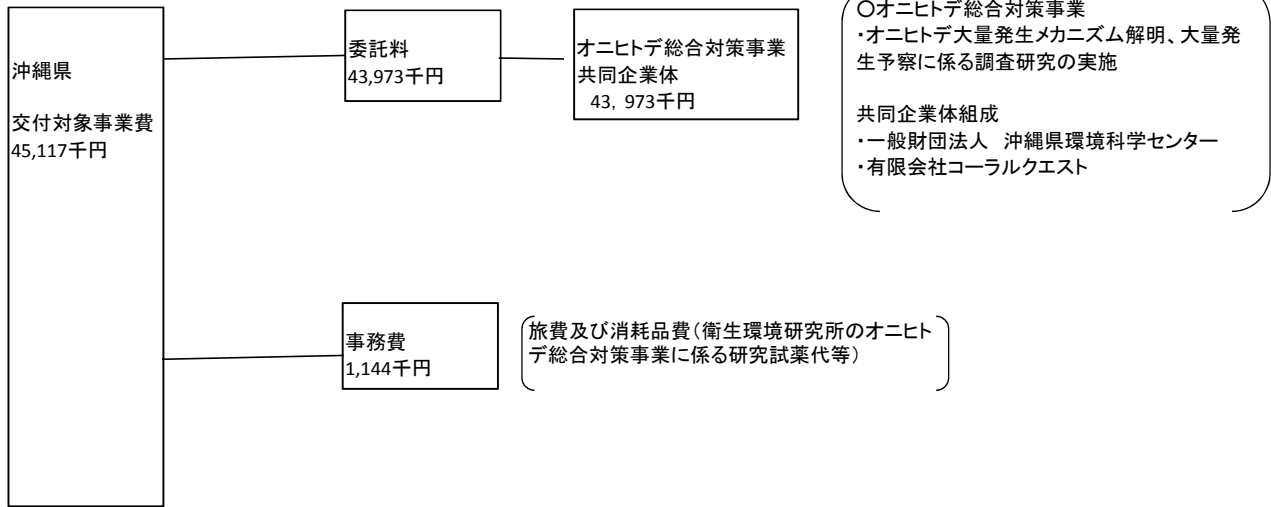 沖縄県
交付対象事業費
45,117千円
委託料
43,973千円
オニヒトデ総合対策事業
共同企業体
43，973千円
〇オニヒトデ総合対策事業
・オニヒトデ大量発生メカニズム解明、大量発
生予察に係る調査研究の実施
共同企業体組成
・一般財団法人　沖縄県環境科学センター
・有限会社コーラルクエスト
事務費
1,144千円
旅費及び消耗品費（衛生環境研究所のオニヒト
デ総合対策事業に係る研究試薬代等）